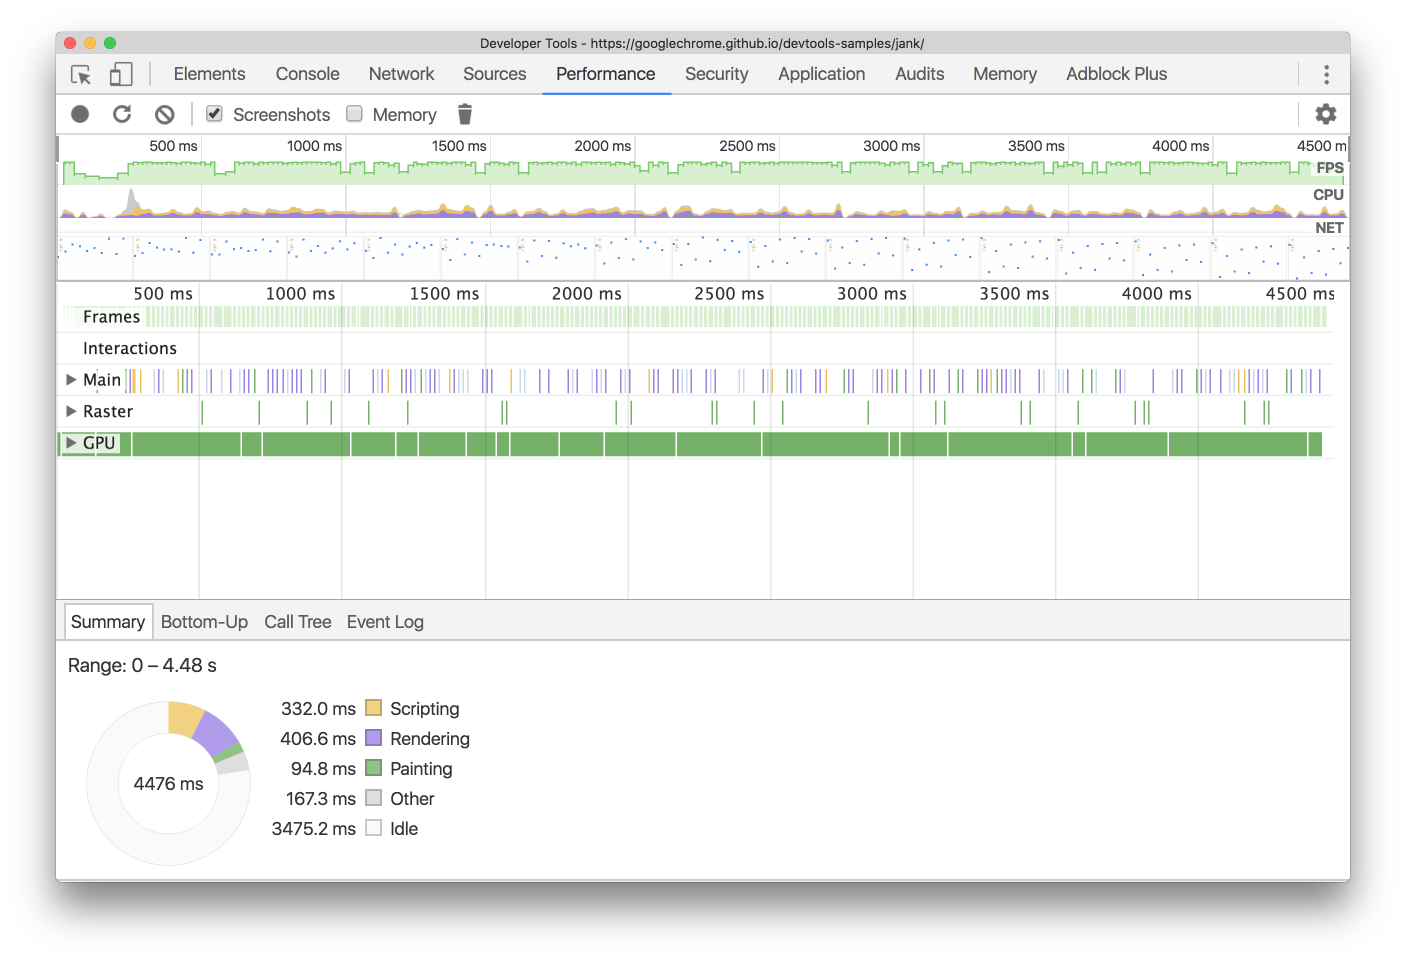 Developer Tools - https://googlechrome.github.io/devtools-samples/jank/
Elements Console Network Sources Performance Security Application Audits Memory Adblock Plus
Screenshots Memory
500 ms 1000 ms 1500 ms 2000 ms 2500 ms 3000 ms 3500 ms 4000 ms 4500 m
FPS
CPU
NET
500 ms 1000 ms 1500 ms 2000 ms 2500 ms 3000 ms 3500 ms 4000 ms 4500 ms
Frames
Interactions
Main
Raster
GPU
Summary Bottom-Up Call Tree Event Log
Range: 0 – 4.48 s
332.0 ms Scripting
406.6 ms Rendering
94.8 ms Painting
4476 ms
167.3 ms Other
3475.2 ms Idle